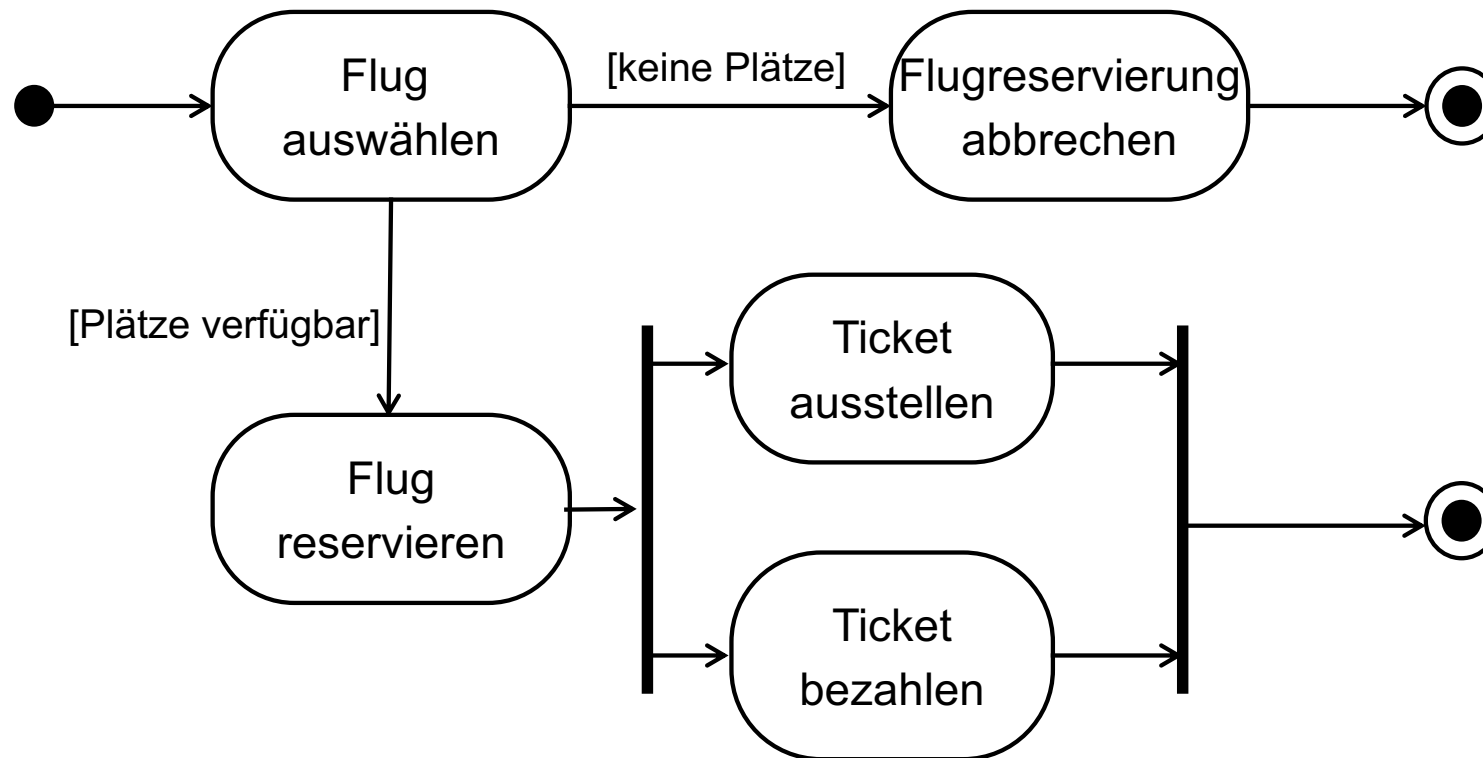 Flug
auswählen
[keine Plätze]
Flugreservierung
abbrechen
[Plätze verfügbar]
Flug
reservieren
Ticket
ausstellen
Ticket
bezahlen